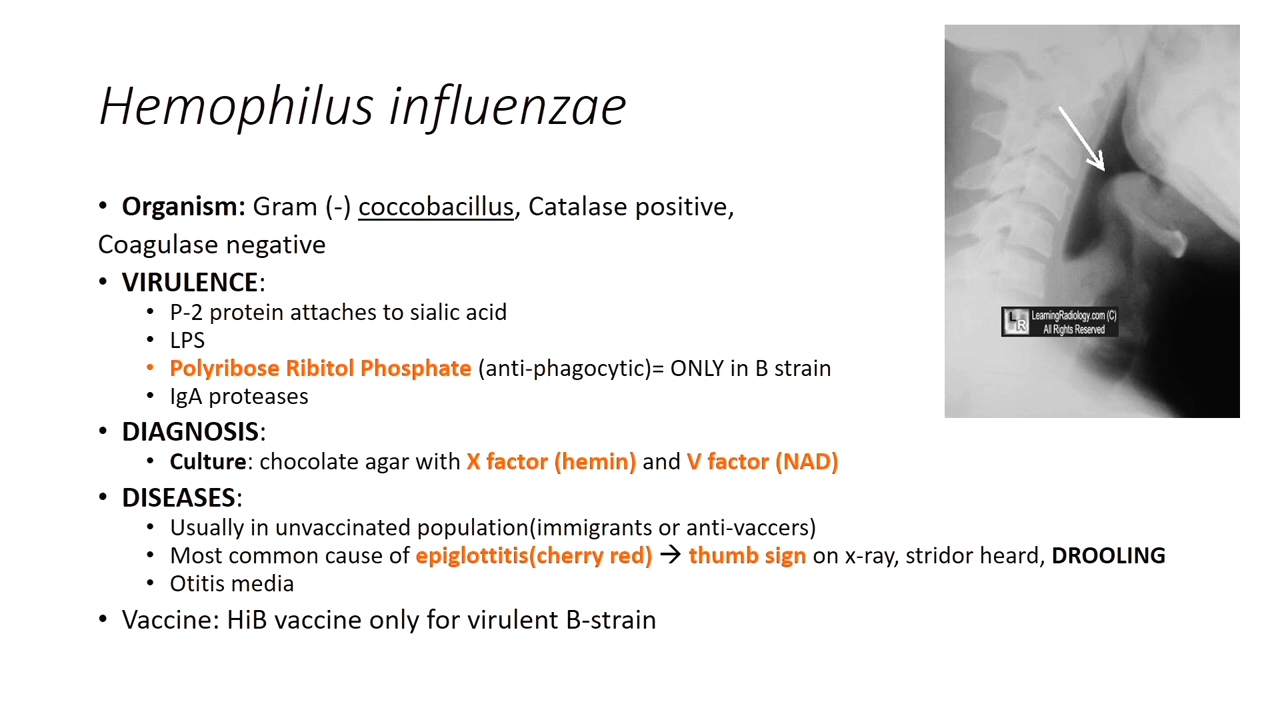 Hemophilus influenzae
• Organism: Gram (-) coccobacillus, Catalase positive,
Coagulase negative
• VIRULENCE:
• P-2 protein attaches to sialic acid
• LPS
• Polyribose Ribitol Phosphate (anti-phagocytic)= ONLY in B strain
• IgA proteases
• DIAGNOSIS:
• Culture: chocolate agar with X factor (hemin) and V factor (NAD)
• DISEASES:
• Usually in unvaccinated population(immigrants or anti-vaccers)
• Most common cause of epiglottitis(cherry red) → thumb sign on x-ray, stridor heard, DROOLING
• Otitis media
• Vaccine: HiB vaccine only for virulent B-strain
LR
LearningRadiology.com (C)
All Rights Reserved